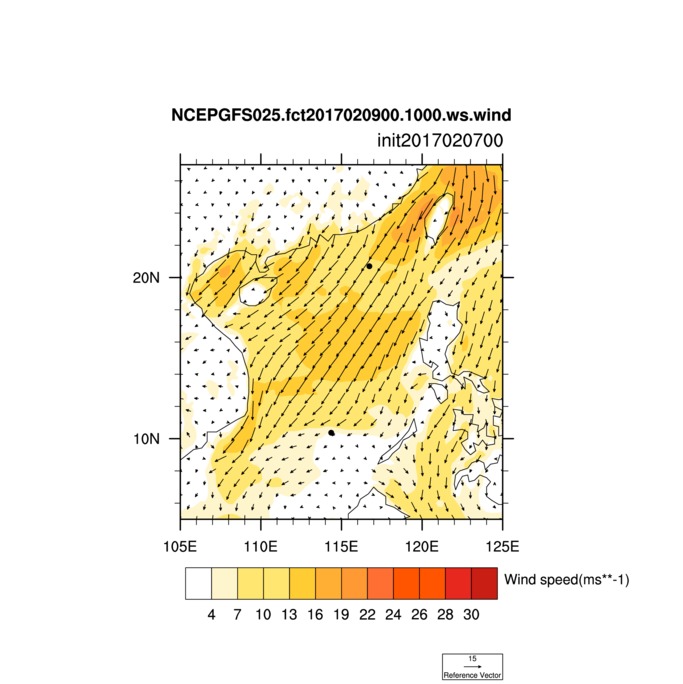 NCEPGFS025.fct2017020900.1000.ws.wind
init2017020700
20N
10N
105E 110E 115E 120E 125E
Wind speed(ms**-1)
4 7 10 13 16 19 22 24 26 28 30
15
Reference Vector